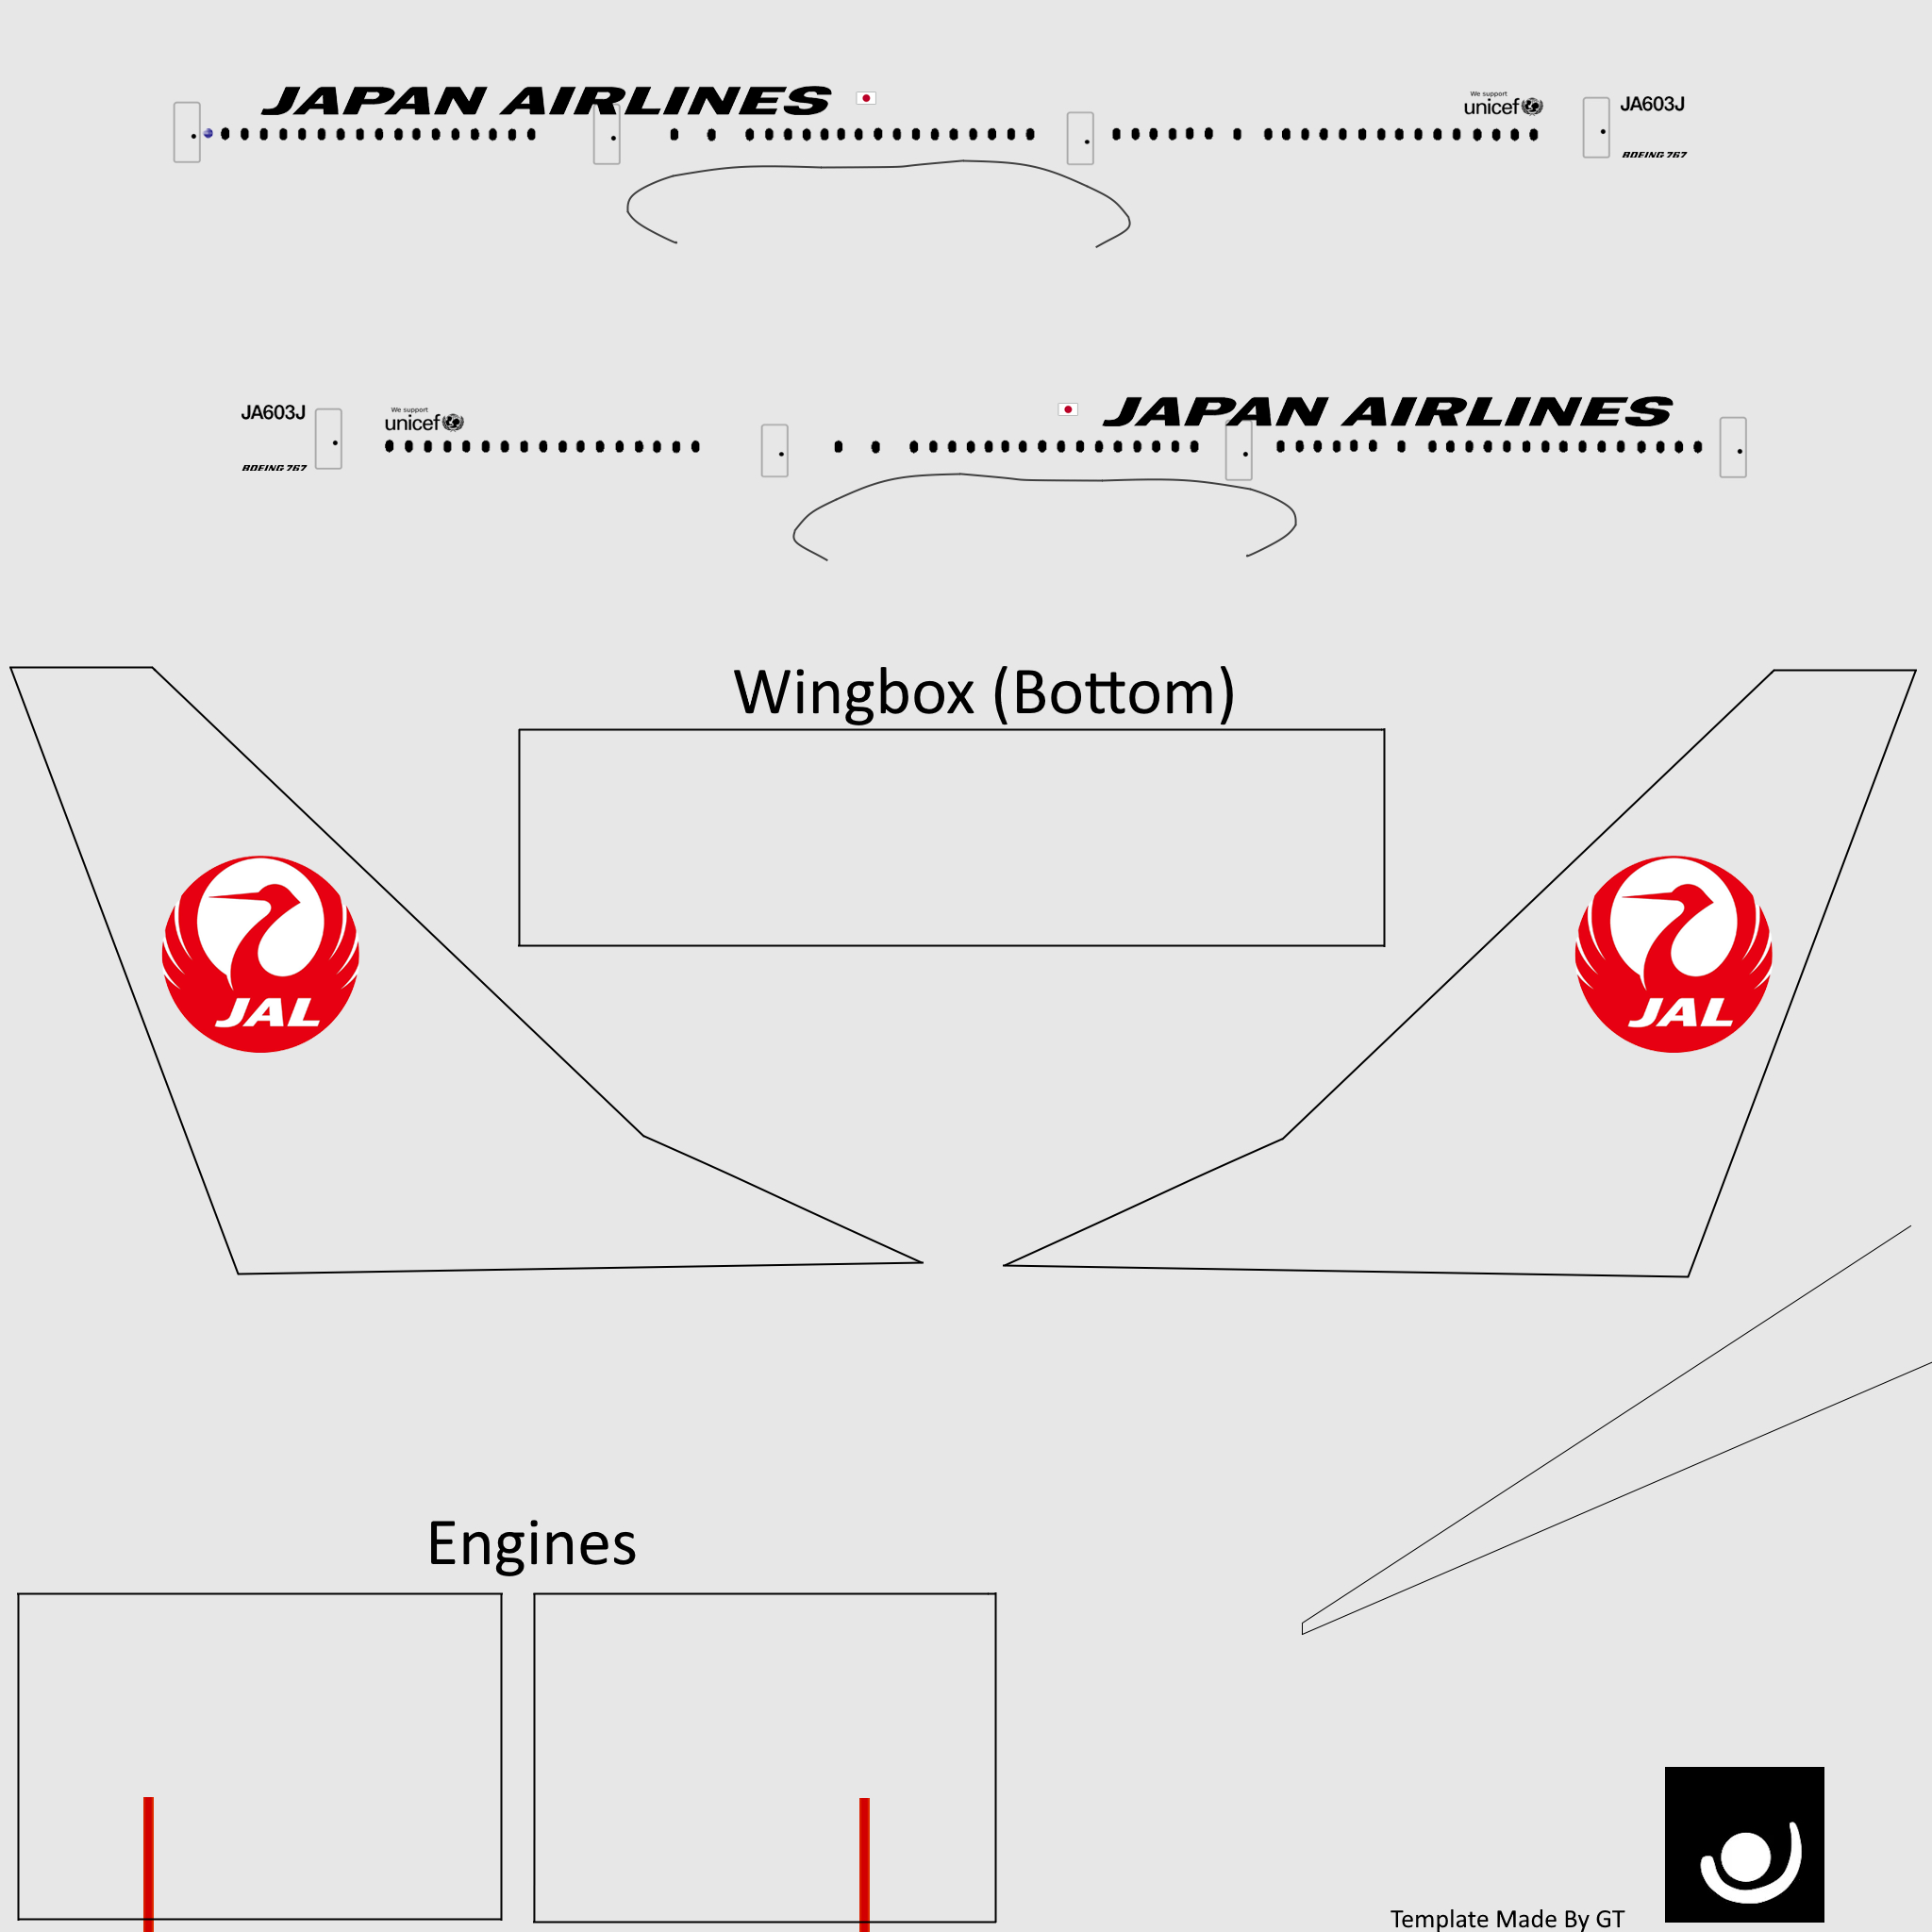 JAPAN AIRLINES
We support
unicef
JA603J
BOEING 767
JAPAN AIRLINES
JA603J
We support
unicef
BOEING 767
Wingbox (Bottom)
JAL
JAL
Engines
Template Made By GT